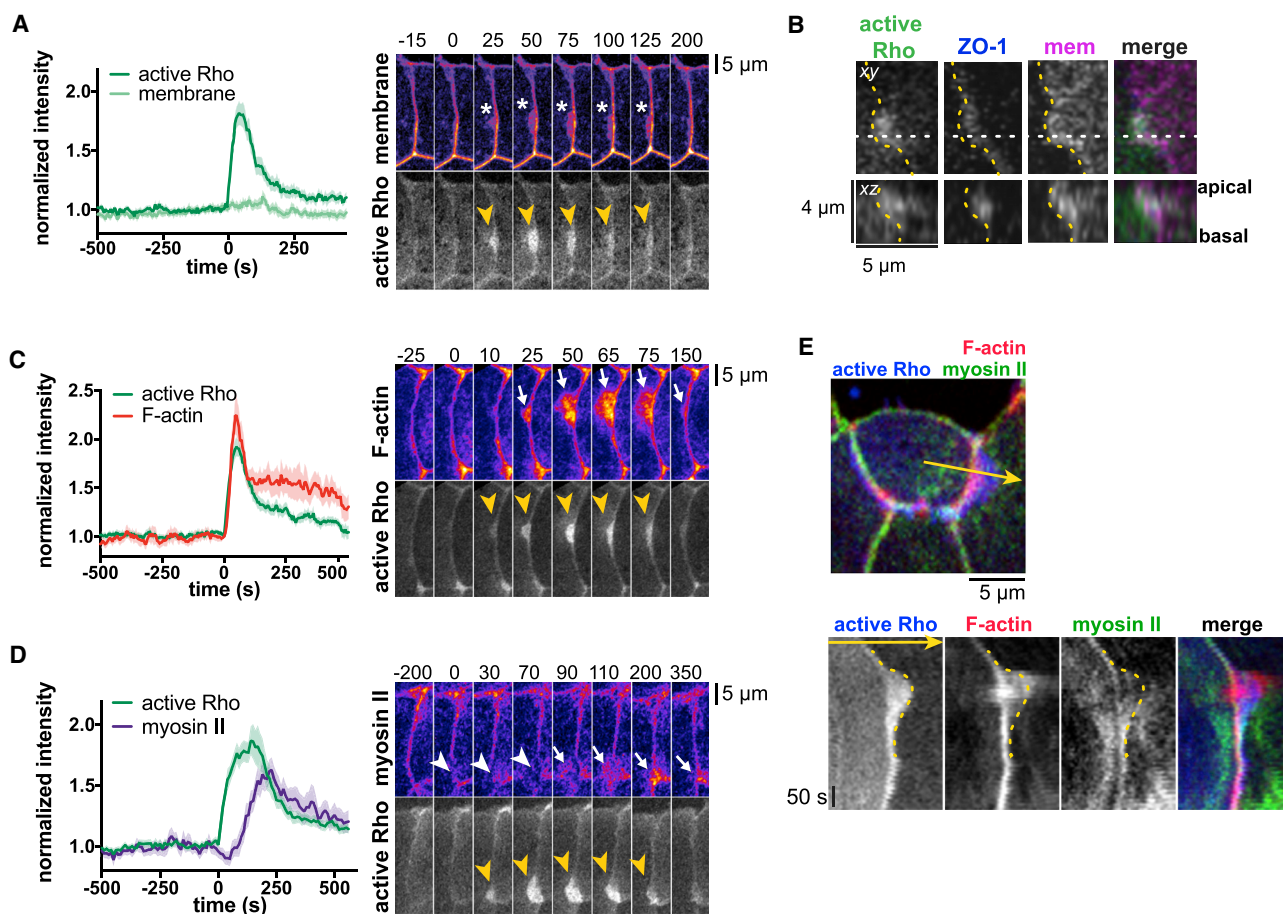 A
normalized intensity
active Rho
membrane
2.0
1.5
1.0
-500 -250 0 250
time (s)
-15 0 25 50 75 100 125 200
membrane
* * * * *
active Rho
5 µm
B
active Rho
ZO-1
mem
merge
xy
xz
4 µm
5 µm
apical
basal
C
normalized intensity
active Rho
F-actin
2.5
2.0
1.5
1.0
-500 -250 0 250 500
time (s)
-25 0 10 25 50 65 75 150
F-actin
active Rho
5 µm
D
normalized intensity
active Rho
myosin II
2.0
1.5
1.0
-500 -250 0 250 500
time (s)
-200 0 30 70 90 110 200 350
myosin II
active Rho
5 µm
E
F-actin
active Rho myosin II
5 µm
active Rho
F-actin
myosin II
merge
50 s